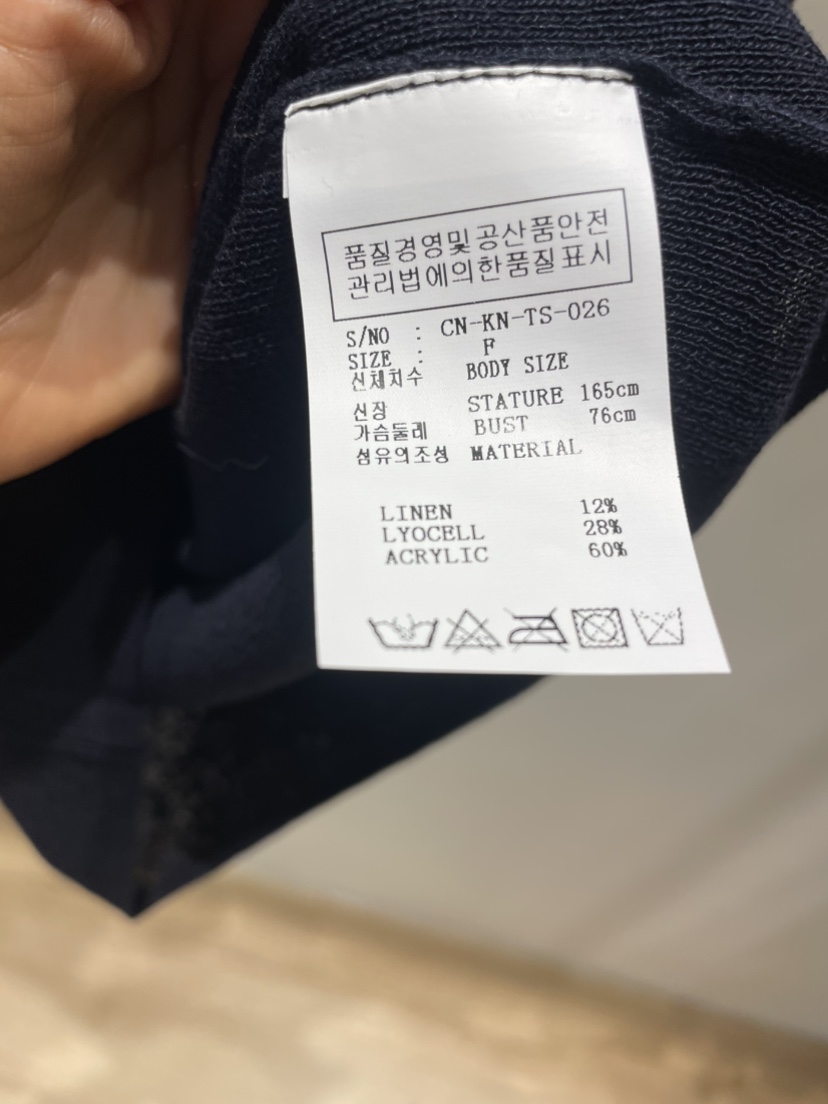 품질경영및공산품안전
관리법에의한품질표시
S/NO : CN-KN-TS-026
SIZE : F
신체치수 BODY SIZE
신장 STATURE 165cm
가슴둘레 BUST 76cm
섬유의조성 MATERIAL
LINEN 12%
LYOCELL 28%
ACRYLIC 60%